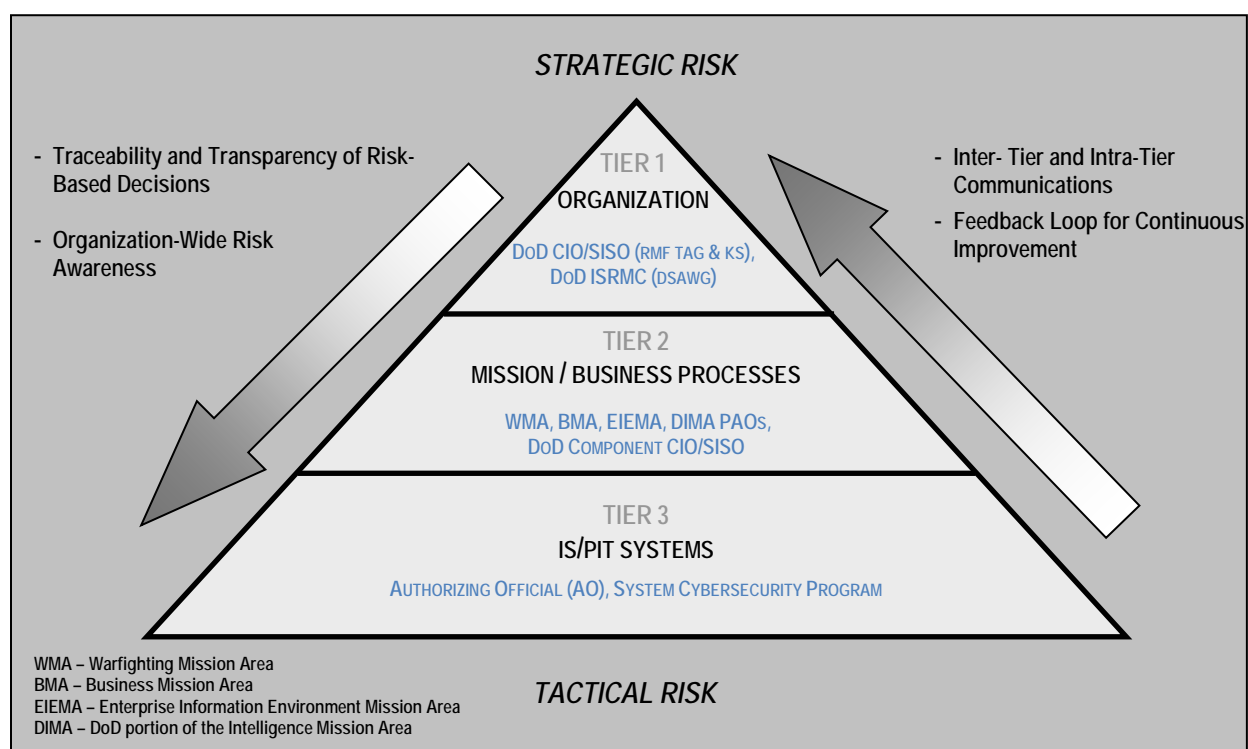 STRATEGIC RISK
- Traceability and Transparency of Risk-
Based Decisions
- Organization-Wide Risk
Awareness
- Inter- Tier and Intra-Tier
Communications
- Feedback Loop for Continuous
Improvement
TIER 1
ORGANIZATION
DOD CIO/SISO (RMF TAG & KS),
DOD ISRMC (DSAWG)
TIER 2
MISSION / BUSINESS PROCESSES
WMA, BMA, EIEMA, DIMA PAOS,
DOD COMPONENT CIO/SISO
TIER 3
IS/PIT SYSTEMS
AUTHORIZING OFFICIAL (AO), SYSTEM CYBERSECURITY PROGRAM
WMA – Warfighting Mission Area
BMA – Business Mission Area
EIEMA – Enterprise Information Environment Mission Area
DIMA – DoD portion of the Intelligence Mission Area
TACTICAL RISK